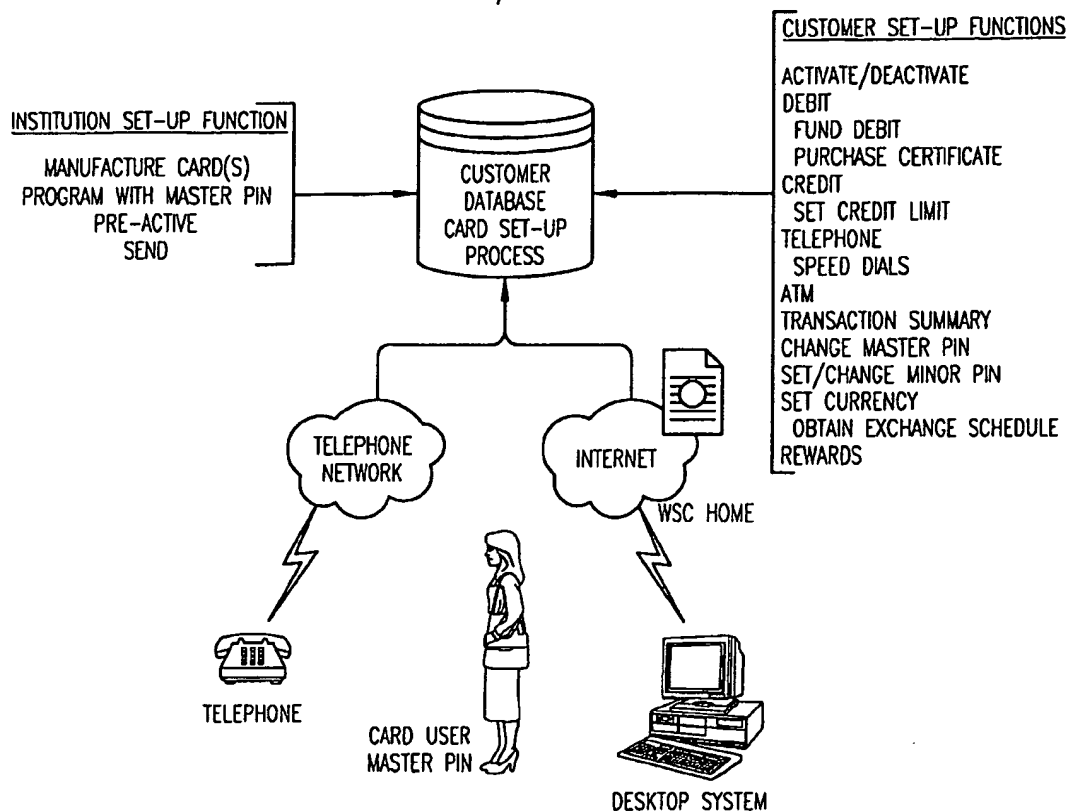 CUSTOMER SET-UP FUNCTIONS
ACTIVATE/DEACTIVATE
DEBIT
FUND DEBIT
PURCHASE CERTIFICATE
CREDIT
SET CREDIT LIMIT
TELEPHONE
SPEED DIALS
ATM
TRANSACTION SUMMARY
CHANGE MASTER PIN
SET/CHANGE MINOR PIN
SET CURRENCY
OBTAIN EXCHANGE SCHEDULE
REWARDS
INSTITUTION SET-UP FUNCTION
MANUFACTURE CARD(S)
PROGRAM WITH MASTER PIN
PRE-ACTIVE
SEND
CUSTOMER
DATABASE
CARD SET-UP
PROCESS
TELEPHONE
NETWORK
INTERNET
WSC HOME
TELEPHONE
CARD USER
MASTER PIN
DESKTOP SYSTEM